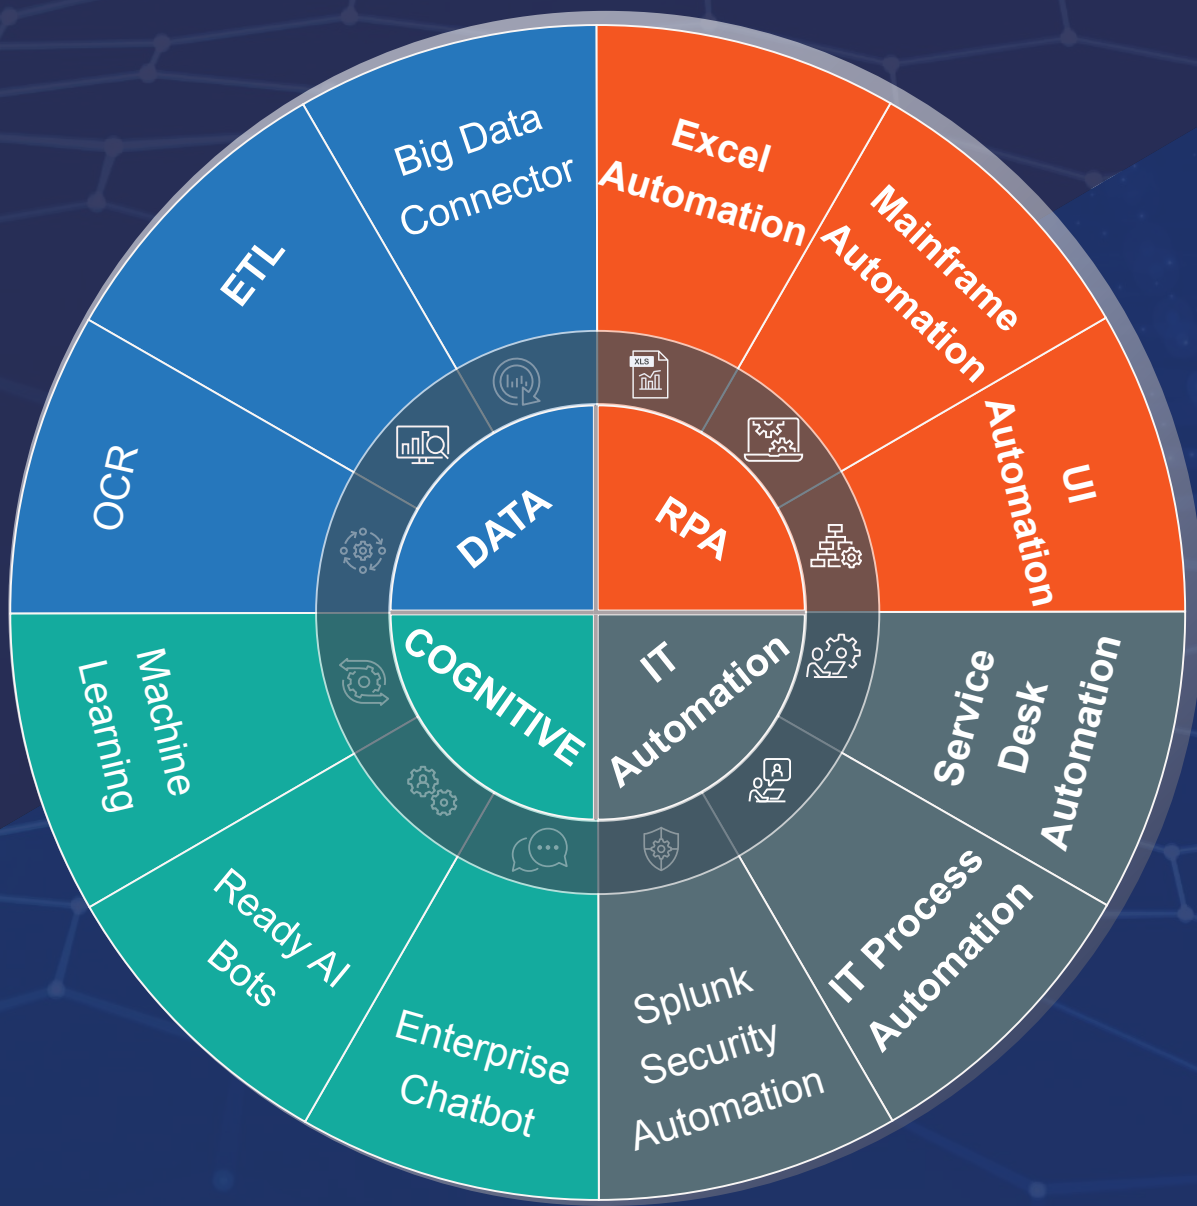 Big Data
Connector
Excel
Automation
Mainframe
Automation
UI
Automation
ETL
OCR
XLS
DATA
RPA
COGNITIVE
IT
Automation
Machine
Learning
Service
Desk
Automation
Ready AI
Bots
IT Process
Automation
Enterprise
Chatbot
Splunk
Security
Automation